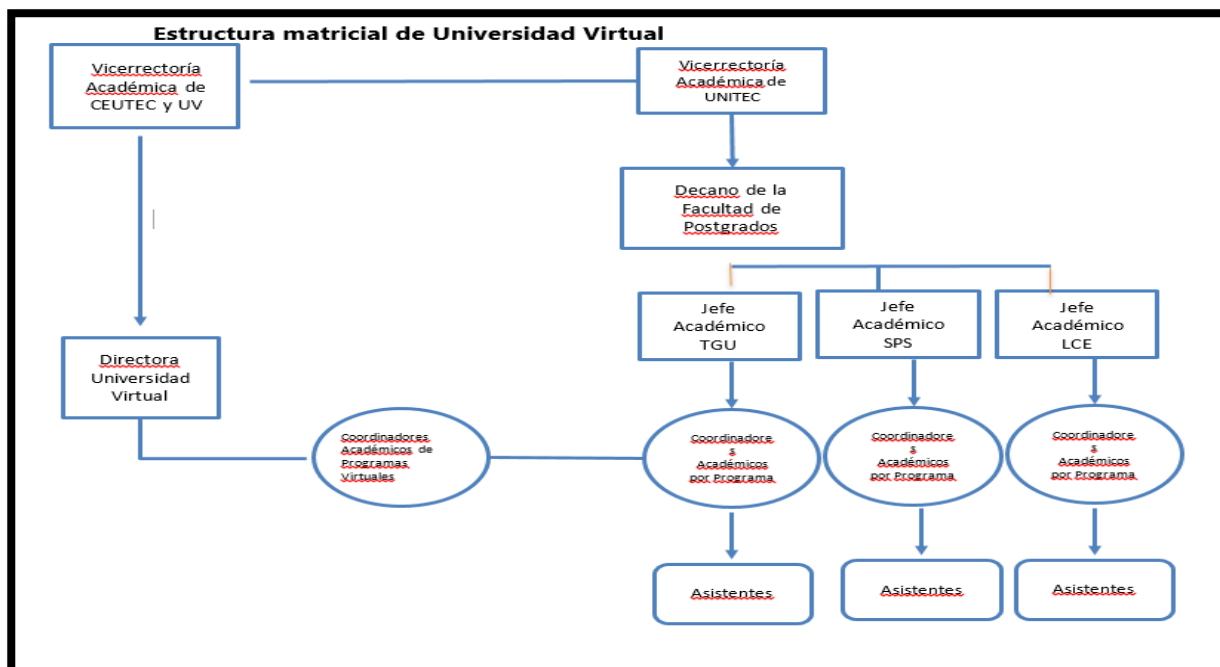 Estructura matricial de Universidad Virtual
Vicerrectoría
Académica de
CEUTEC y UV
Vicerrectoría
Académica de
UNITEC
Decano de la
Facultad de
Postgrados
Jefe
Académico
TGU
Jefe
Académico
SPS
Jefe
Académico
LCE
Directora
Universidad
Virtual
Coordinadores
Académicos de
Programas
Virtuales
Coordinadore
s
Académicos
por Programa
Coordinadore
s
Académicos
por Programa
Coordinadore
s
Académicos
por Programa
Asistentes
Asistentes
Asistentes